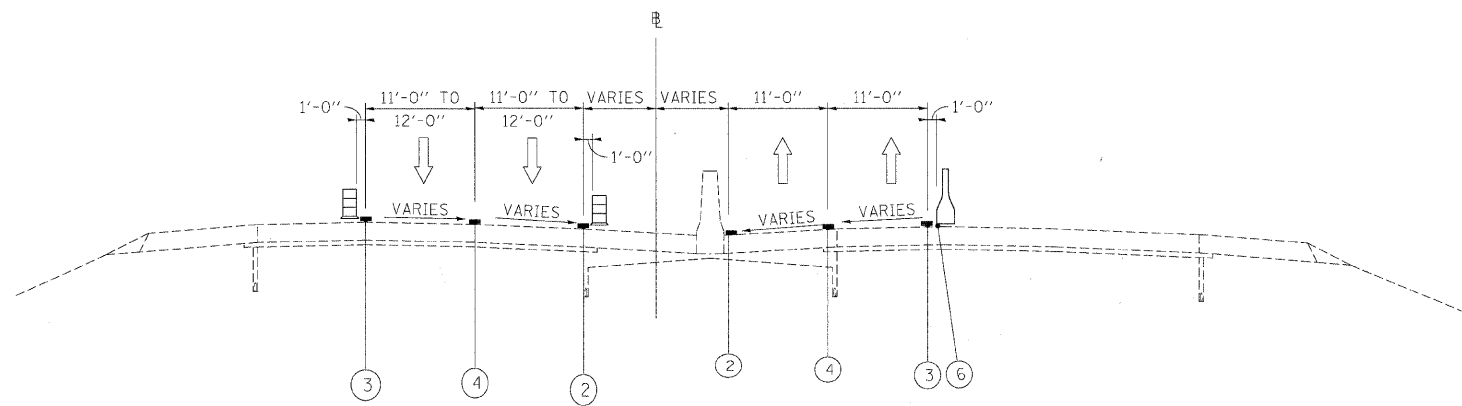 ℄
11'-0" TO 11'-0" TO VARIES VARIES 11'-0" 11'-0"
1'-0" 12'-0" 12'-0" 1'-0"
1'-0"
VARIES VARIES VARIES VARIES
3 4 2 2 4 3 6